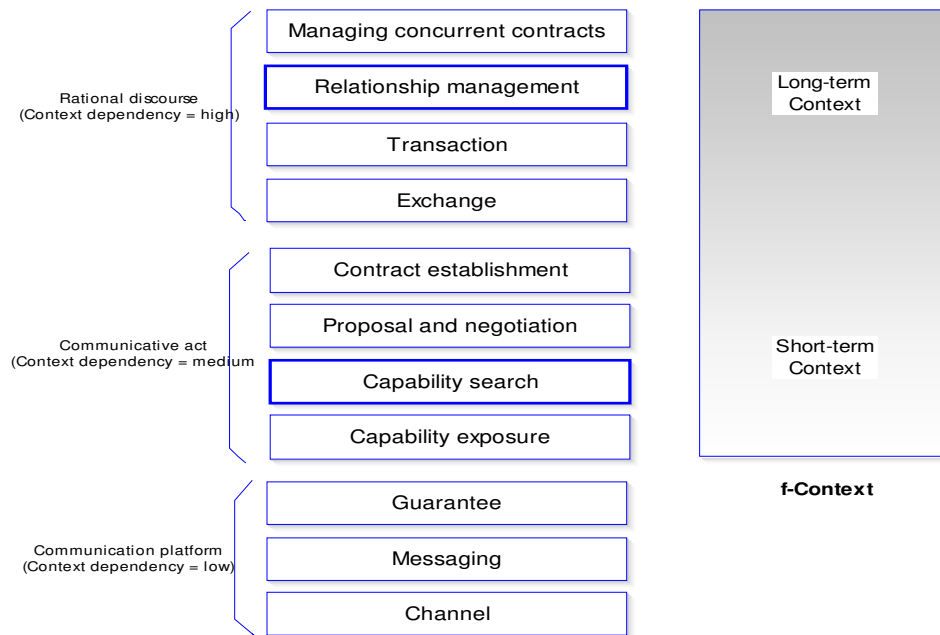 Managing concurrent contracts
Relationship management
Rational discourse
(Context dependency = high)
Transaction
Exchange
Long-term
Context
Contract establishment
Proposal and negotiation
Communicative act
(Context dependency = medium
Capability search
Capability exposure
Short-term
Context
f-Context
Guarantee
Communication platform
(Context dependency = low)
Messaging
Channel